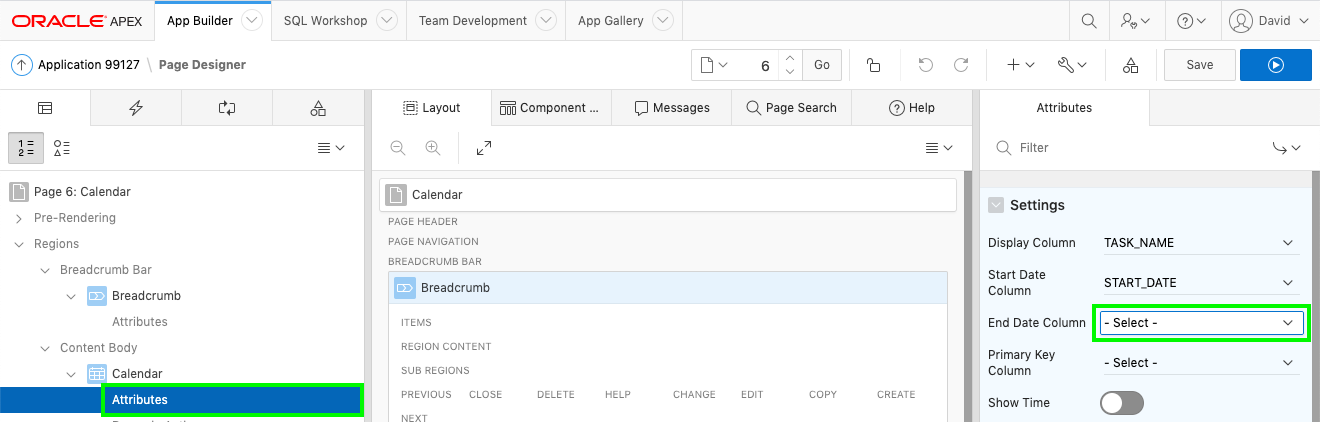 ORACLE APEX App Builder SQL Workshop Team Development App Gallery David
Application 99127 \ Page Designer 6 Go Save
Layout Component ... Messages Page Search Help Attributes
1 2
Filter
Page 6: Calendar
Pre-Rendering
Regions
Breadcrumb Bar
Breadcrumb
Attributes
Content Body
Calendar
Attributes
Calendar
PAGE HEADER
PAGE NAVIGATION
BREADCRUMB BAR
Breadcrumb
ITEMS
REGION CONTENT
SUB REGIONS
PREVIOUS CLOSE DELETE HELP CHANGE EDIT COPY CREATE
NEXT
Settings
Display Column TASK_NAME
Start Date
Column START_DATE
End Date Column - Select -
Primary Key
Column - Select -
Show Time